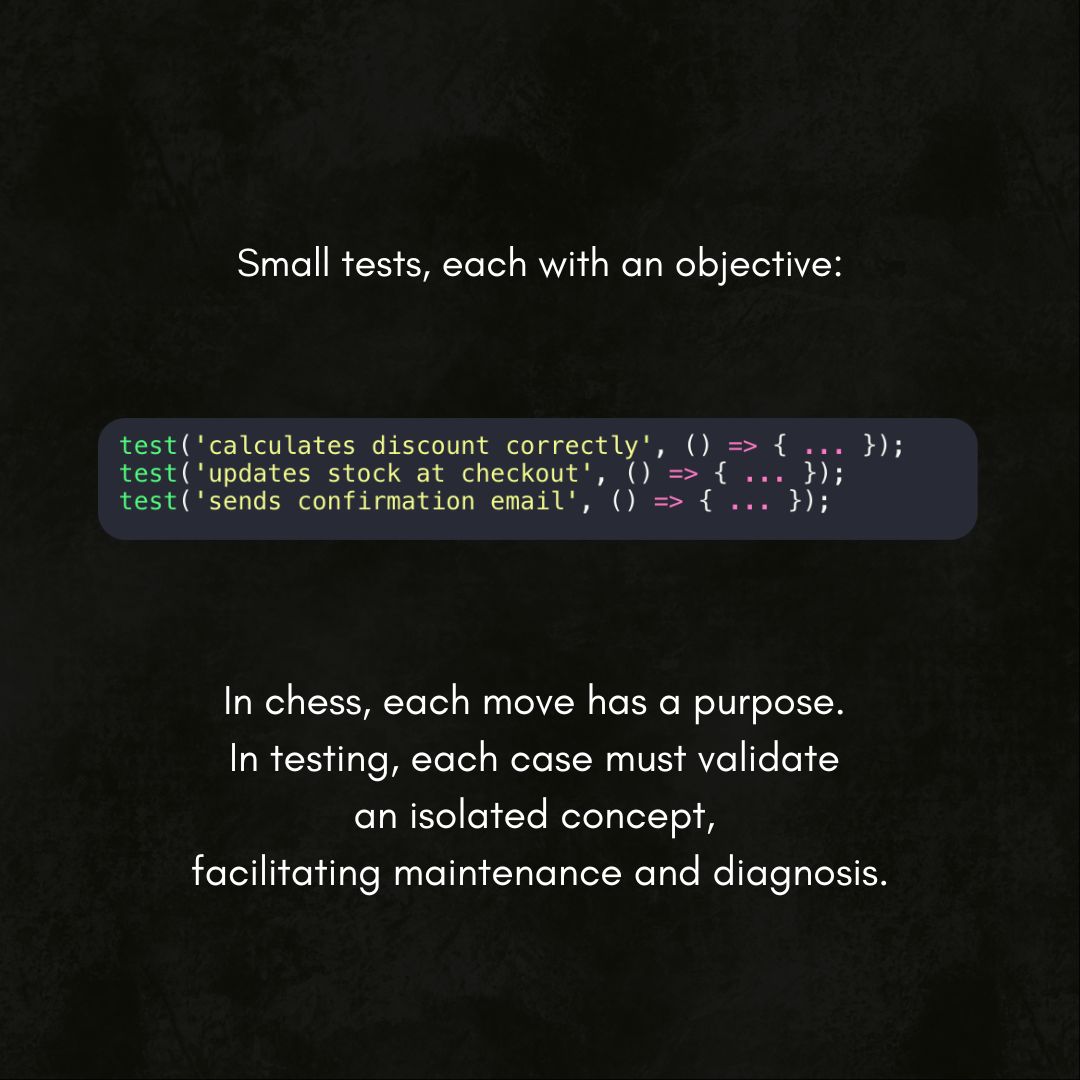 Small tests, each with an objective:
test('calculates discount correctly', () => { ... });
test('updates stock at checkout', () => { ... });
test('sends confirmation email', () => { ... });
In chess, each move has a purpose.
In testing, each case must validate
an isolated concept,
facilitating maintenance and diagnosis.